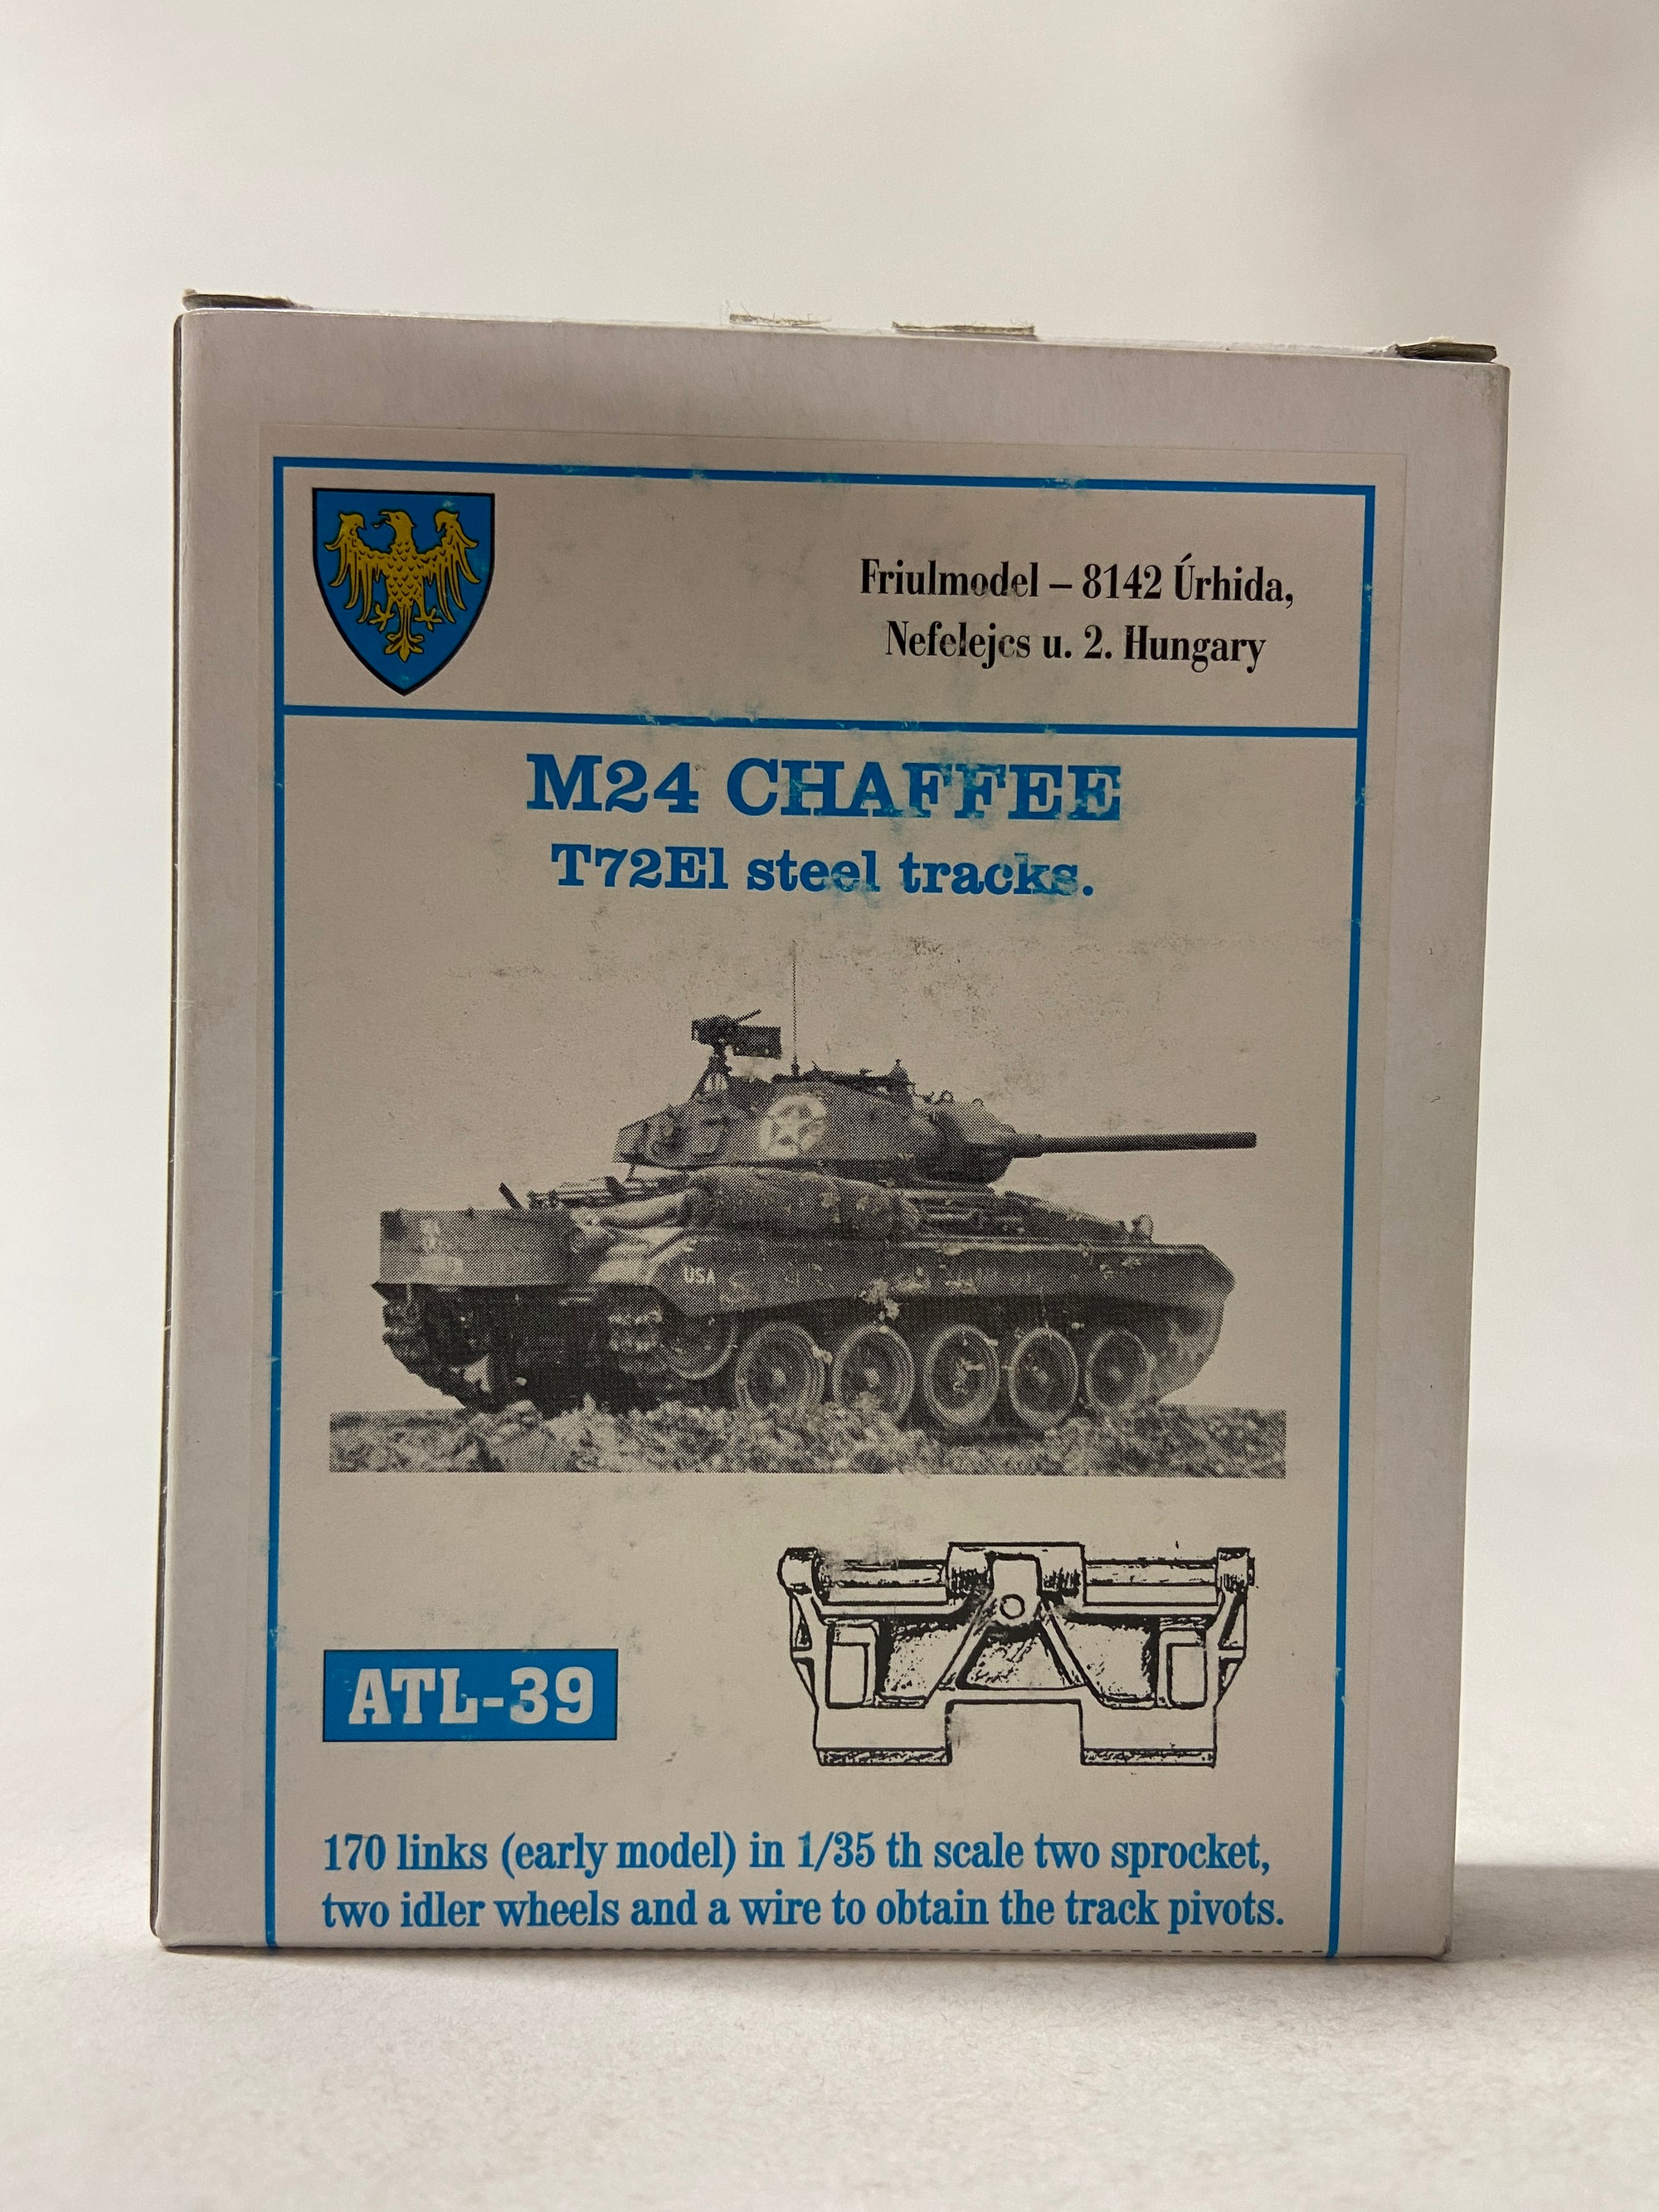 Friulmodel – 8142 Úrhida,
Nefelejcs u. 2. Hungary
M24 CHAFFEE
T72E1 steel tracks.
USA
ATL-39
170 links (early model) in 1/35 th scale two sprocket,
two idler wheels and a wire to obtain the track pivots.